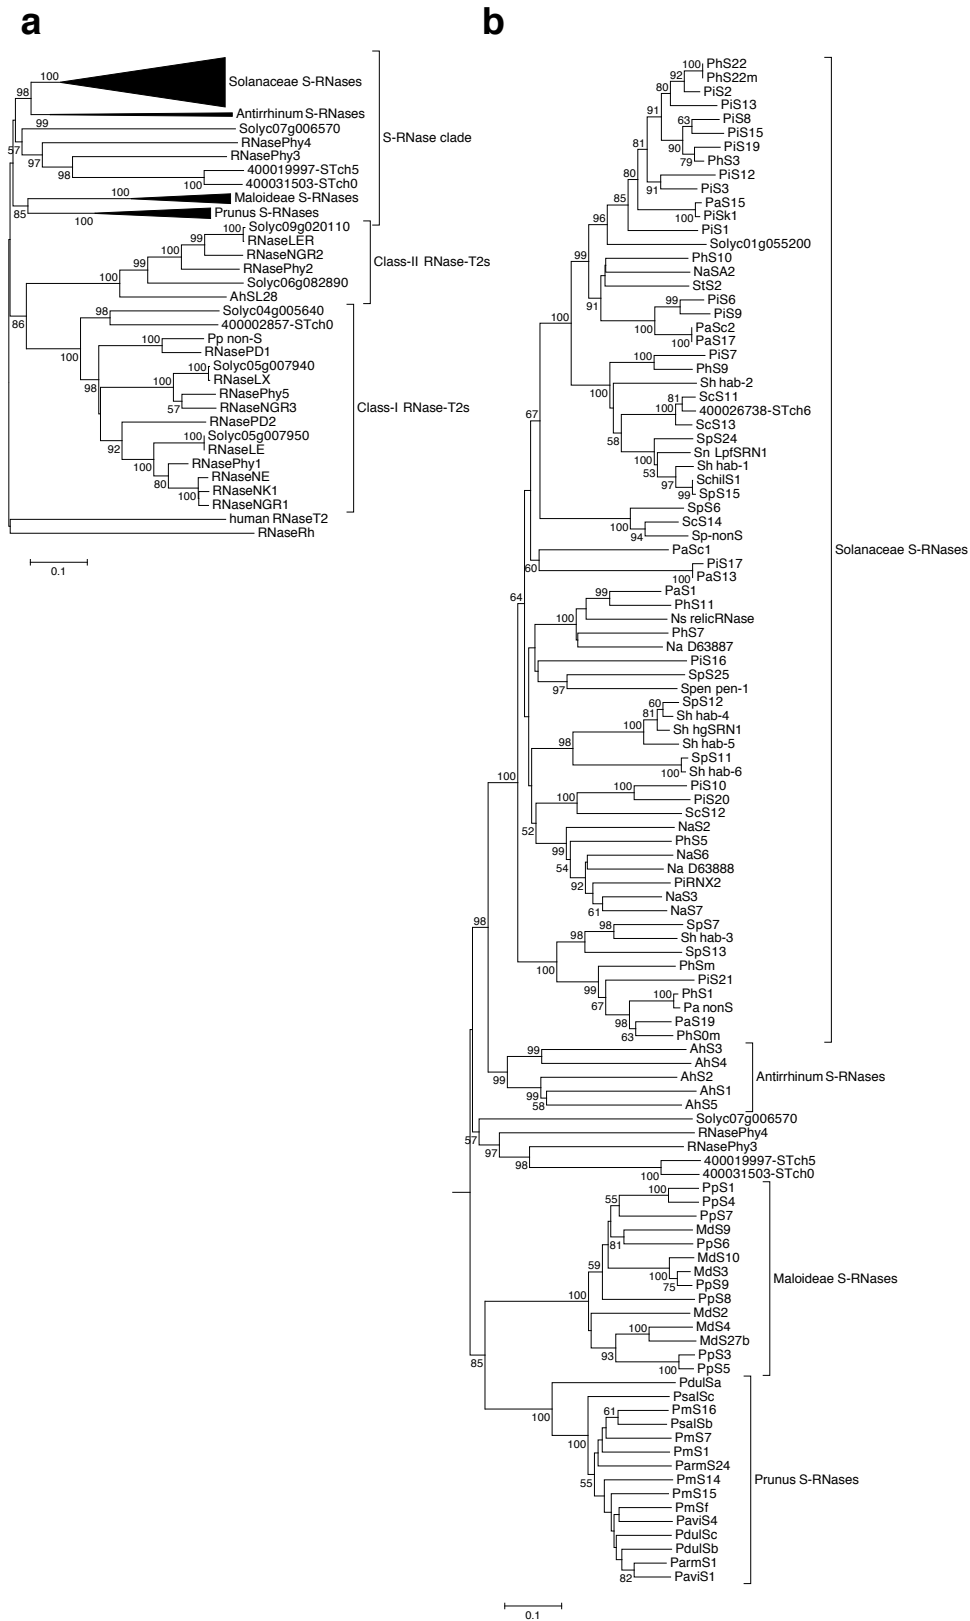 a
100
Solanaceae S-RNases
98
Antirrhinum S-RNases
99
Solyc07g006570
57
RNasePhy4
97
RNasePhy3
98
400019997-STch5
100
400031503-STch0
S-RNase clade
100
Maloideae S-RNases
85
100
Prunus S-RNases
100
Solyc09g020110
99
RNaseLER
100
RNaseNGR2
99
RNasePhy2
100
Solyc06g082890
AhSL28
Class-II RNase-T2s
86
98
Solyc04g005640
400002857-STch0
100
100
Pp non-S
RNasePD1
98
100
Solyc05g007940
100
RNaseLX
RNasePhy5
57
RNaseNGR3
Class-I RNase-T2s
RNasePD2
92
100
Solyc05g007950
RNaseLE
100
RNasePhy1
80
RNaseNE
100
RNaseNK1
RNaseNGR1
human RNaseT2
RNaseRh
0.1
b
100
PhS22
92
PhS22m
80
PiS2
PiS13
91
63
PiS8
PiS15
90
PiS19
79
PhS3
81
PiS12
80
91
PiS3
85
PaS15
100
PiSk1
96
PiS1
Solyc01g055200
99
PhS10
NaSA2
91
StS2
99
PiS6
PiS9
100
PaSc2
100
PaS17
100
100
PiS7
PhS9
100
Sh hab-2
81
ScS11
100
400026738-STch6
58
ScS13
SpS24
100
Sn LpfSRN1
53
Sh hab-1
97
SchilS1
99
SpS15
67
SpS6
100
ScS14
94
Sp-nonS
PaSc1
60
PiS17
100
PaS13
64
99
PaS1
PhS11
100
Ns relicRNase
PhS7
Na D63887
PiS16
SpS25
97
Spen pen-1
60
SpS12
81
Sh hab-4
100
Sh hgSRN1
98
Sh hab-5
SpS11
100
Sh hab-6
100
100
PiS10
100
PiS20
ScS12
52
NaS2
99
PhS5
54
NaS6
Na D63888
92
PiRNX2
NaS3
61
NaS7
98
98
SpS7
98
Sh hab-3
SpS13
100
PhSm
99
PiS21
67
100
PhS1
Pa nonS
98
PaS19
63
PhS0m
Solanaceae S-RNases
99
AhS3
AhS4
99
AhS2
99
AhS1
58
AhS5
Antirrhinum S-RNases
57
Solyc07g006570
RNasePhy4
97
RNasePhy3
98
400019997-STch5
100
400031503-STch0
100
PpS1
55
PpS4
PpS7
MdS9
81
PpS6
MdS10
59
100
MdS3
75
PpS9
100
PpS8
MdS2
100
MdS4
MdS27b
93
PpS3
100
PpS5
Maloideae S-RNases
85
PdulSa
100
PsalSc
61
PmS16
PsalSb
100
PmS7
PmS1
ParmS24
55
PmS14
PmS15
PmSf
PaviS4
PdulSc
PdulSb
ParmS1
82
PaviS1
Prunus S-RNases
0.1